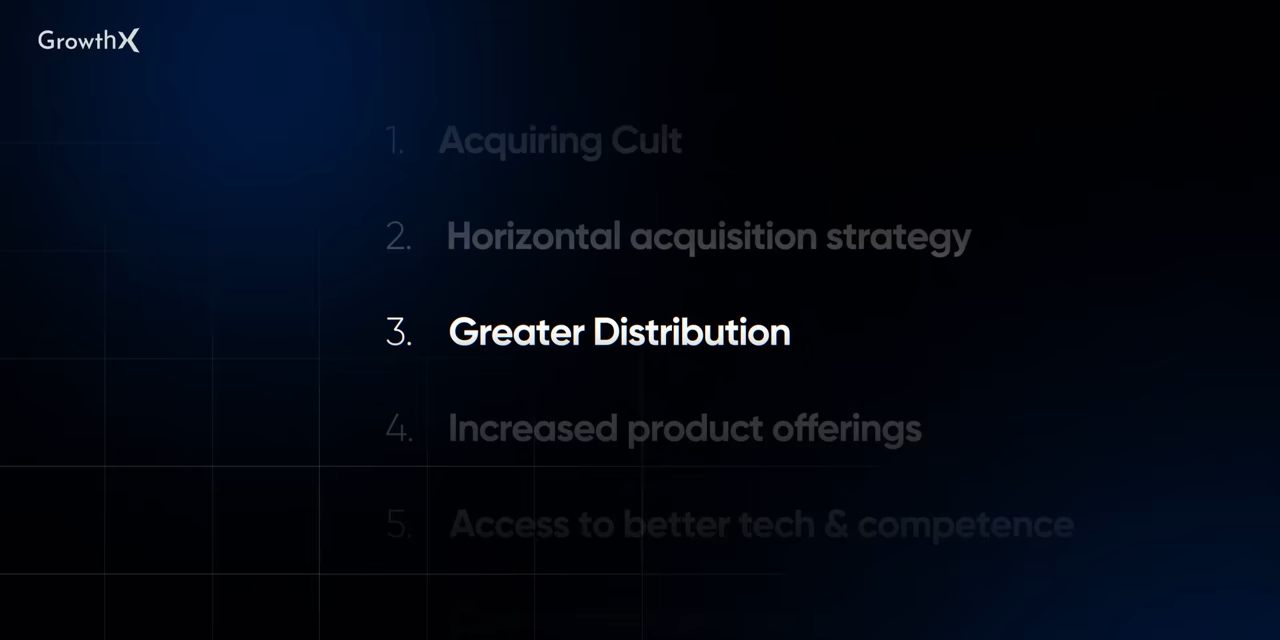 GrowthX
1. Acquiring Cult
2. Horizontal acquisition strategy
3. Greater Distribution
4. Increased product offerings
5. Access to better tech & competence